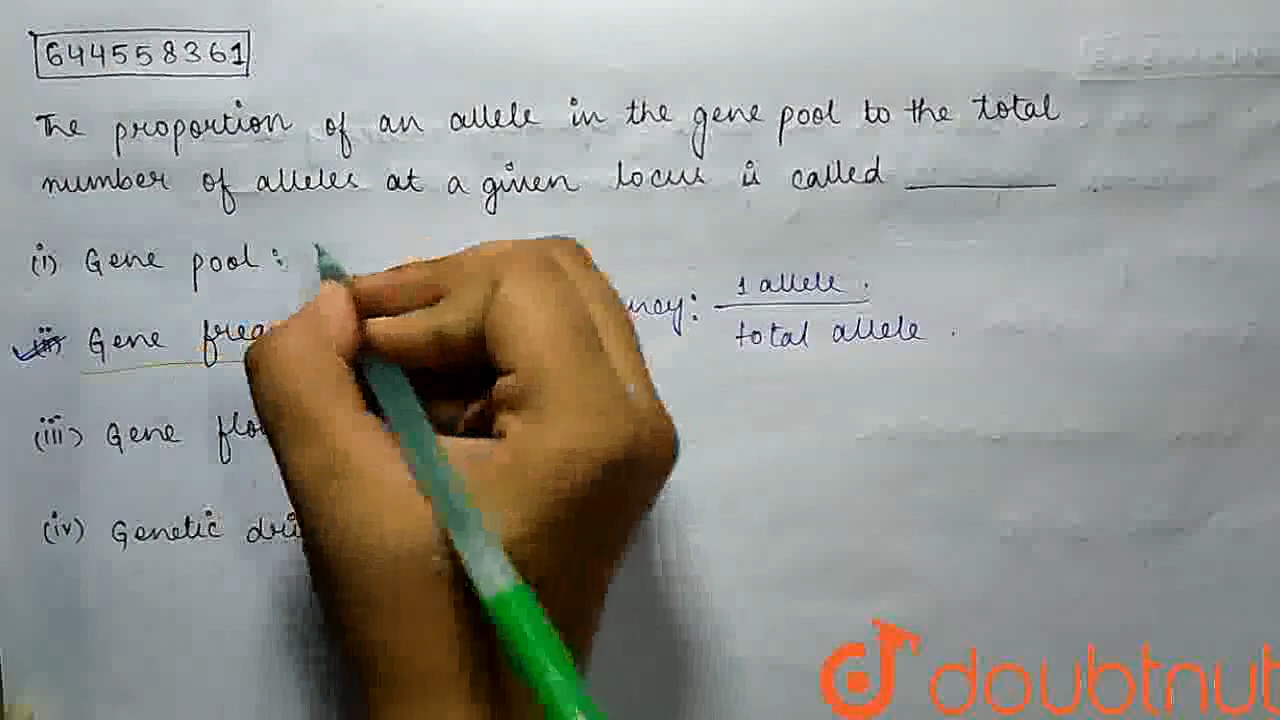 644558361
The proportion of an allele in the gene pool to the total
number of alleles at a given locus is called ________
(i) Gene pool :
Gene : 1 allele
total allele
(iii) Gene
(iv) Genetic
doubtnut